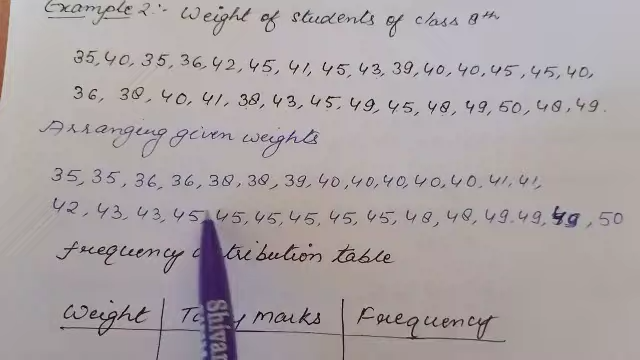 Example 2:- Weight of students of class 8th
35, 40, 35, 36, 42, 45, 41, 45, 43, 39, 40, 40, 45, 45, 40,
36, 38, 40, 41, 38, 43, 45, 49, 45, 48, 49, 50, 48, 49.
Arranging given weights
35, 35, 36, 36, 38, 38, 39, 40, 40, 40, 40, 40, 41, 41,
42, 43, 43, 45, 45, 45, 45, 45, 45, 48, 48, 49, 49, 49, 50
frequency table
Weight Marks Frequency